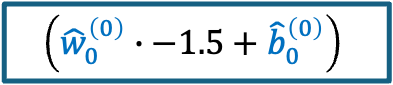 (ŵ₀⁽⁰⁾ · −1.5 + b̂₀⁽⁰⁾)